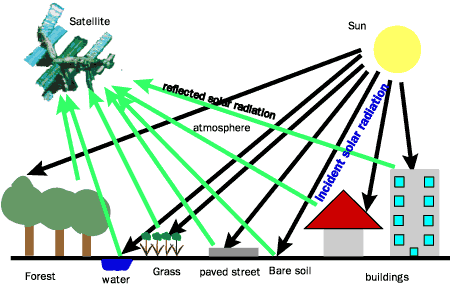 Satellite
Sun
reflected solar radiation
atmosphere
Incident solar radiation
Forest
water
Grass
paved street
Bare soil
buildings